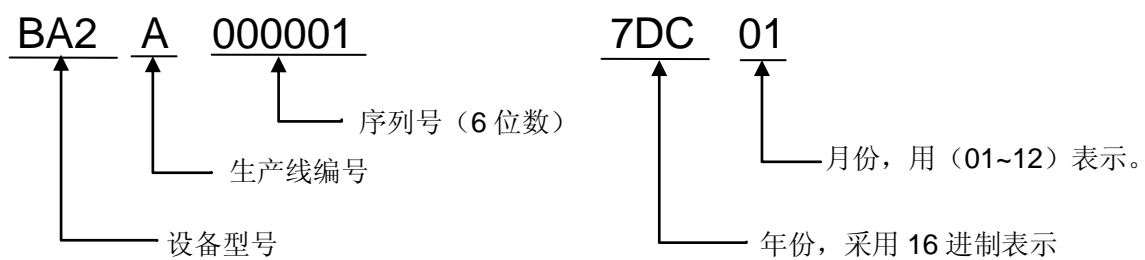 BA2 A 000001 7DC 01
序列号（6 位数）
月份，用（01~12）表示。
生产线编号
设备型号
年份，采用 16 进制表示